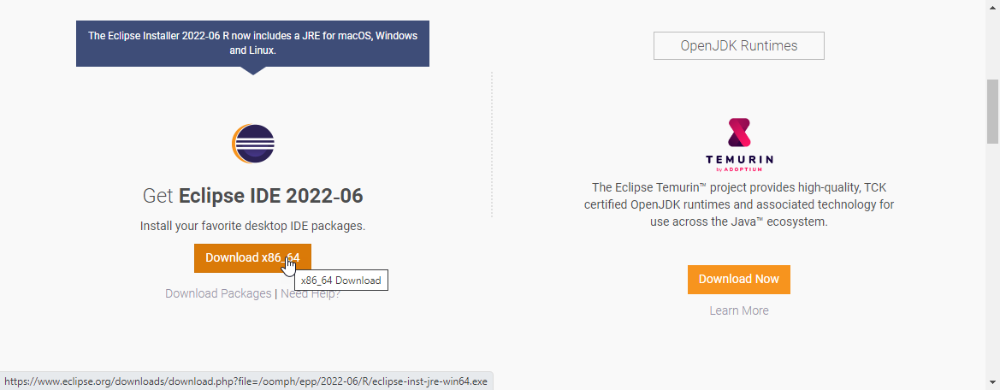 The Eclipse Installer 2022-06 R now includes a JRE for macOS, Windows
and Linux.
Get Eclipse IDE 2022-06
Install your favorite desktop IDE packages.
Download x86_64
x86_64 Download
Download Packages | Need Help?
OpenJDK Runtimes
TEMURIN
by ADOPTIUM
The Eclipse Temurin™ project provides high-quality, TCK
certified OpenJDK runtimes and associated technology for
use across the Java™ ecosystem.
Download Now
Learn More
https://www.eclipse.org/downloads/download.php?file=/oomph/epp/2022-06/R/eclipse-inst-jre-win64.exe